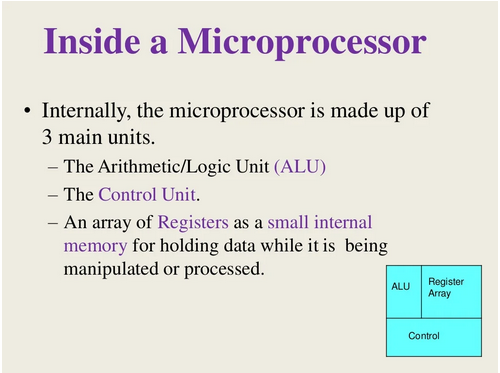 Inside a Microprocessor
• Internally, the microprocessor is made up of
3 main units.
– The Arithmetic/Logic Unit (ALU)
– The Control Unit.
– An array of Registers as a small internal
memory for holding data while it is being
manipulated or processed.
ALU
Register
Array
Control